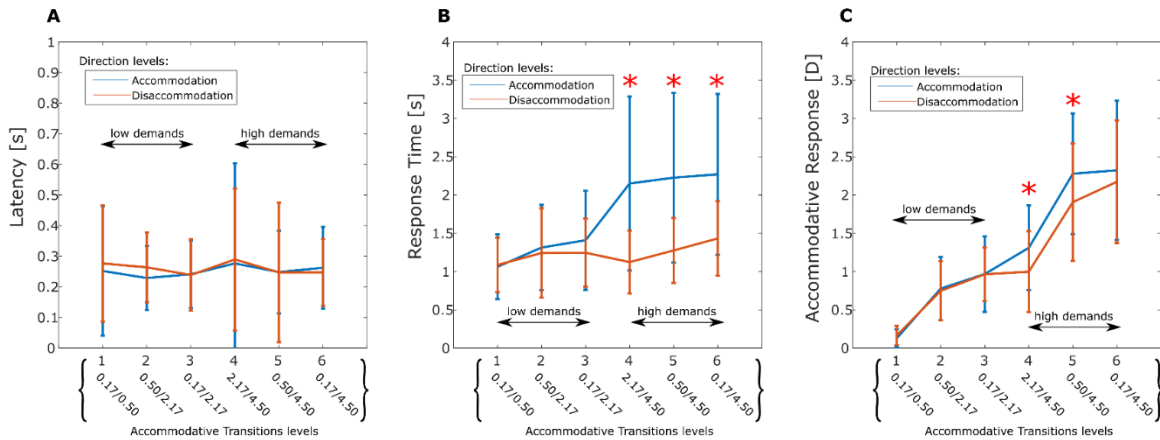 A
Latency [s]
1
0.9
0.8
0.7
0.6
0.5
0.4
0.3
0.2
0.1
0
Direction levels:
Accommodation
Disaccommodation
low demands
high demands
1 2 3 4 5 6
0.17/0.50 0.50/2.17 0.17/2.17 2.17/4.50 0.50/4.50 0.17/4.50
Accommodative Transitions levels
B
Response Time [s]
4
3.5
3
2.5
2
1.5
1
0.5
0
Direction levels:
Accommodation
Disaccommodation
* * *
low demands
high demands
1 2 3 4 5 6
0.17/0.50 0.50/2.17 0.17/2.17 2.17/4.50 0.50/4.50 0.17/4.50
Accommodative Transitions levels
C
Accommodative Response [D]
4
3.5
3
2.5
2
1.5
1
0.5
0
Direction levels:
Accommodation
Disaccommodation
*
*
low demands
high demands
1 2 3 4 5 6
0.17/0.50 0.50/2.17 0.17/2.17 2.17/4.50 0.50/4.50 0.17/4.50
Accommodative Transitions levels